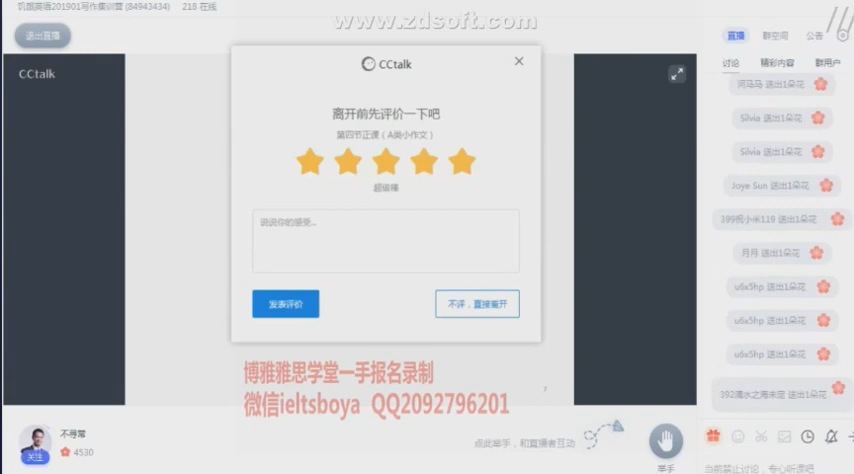 饥饿英语201901写作集训营 (84943434) 218 在线
www.zdsoft.com
退出直播
直播 群空间 公告
讨论 精彩内容 群用户
CCtalk
CCtalk
离开前先评价一下吧
第四节正课（A类小作文）
超级棒
说说你的感受...
发表评价
不评，直接离开
河马马 送出1朵花
Silvia 送出1朵花
Silvia 送出1朵花
Joye Sun 送出1朵花
399祝小米119 送出1朵花
月月 送出1朵花
u6x5hp 送出1朵花
u6x5hp 送出1朵花
u6x5hp 送出1朵花
392滴水之海未定 送出1朵花
博雅雅思学堂一手报名录制
微信ieltsboya QQ2092796201
7
不寻常
4530
关注
点此举手，和直播者互动
举手
当前禁止讨论，专心听课吧